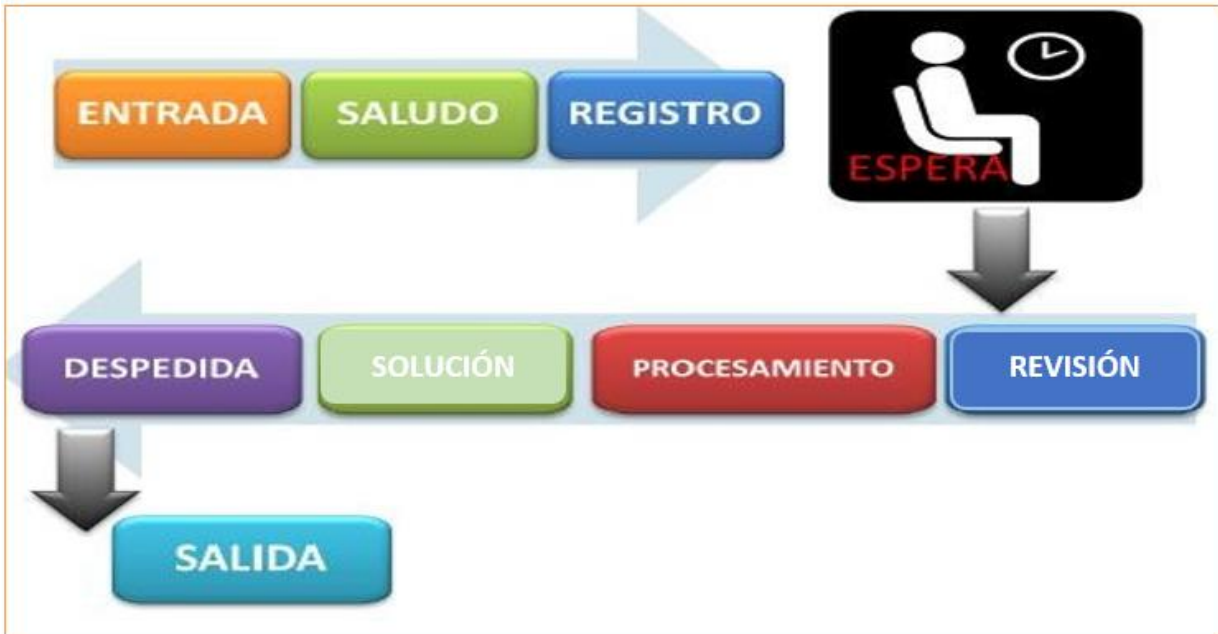 ENTRADA
SALUDO
REGISTRO
ESPERA
REVISIÓN
PROCESAMIENTO
SOLUCIÓN
DESPEDIDA
SALIDA